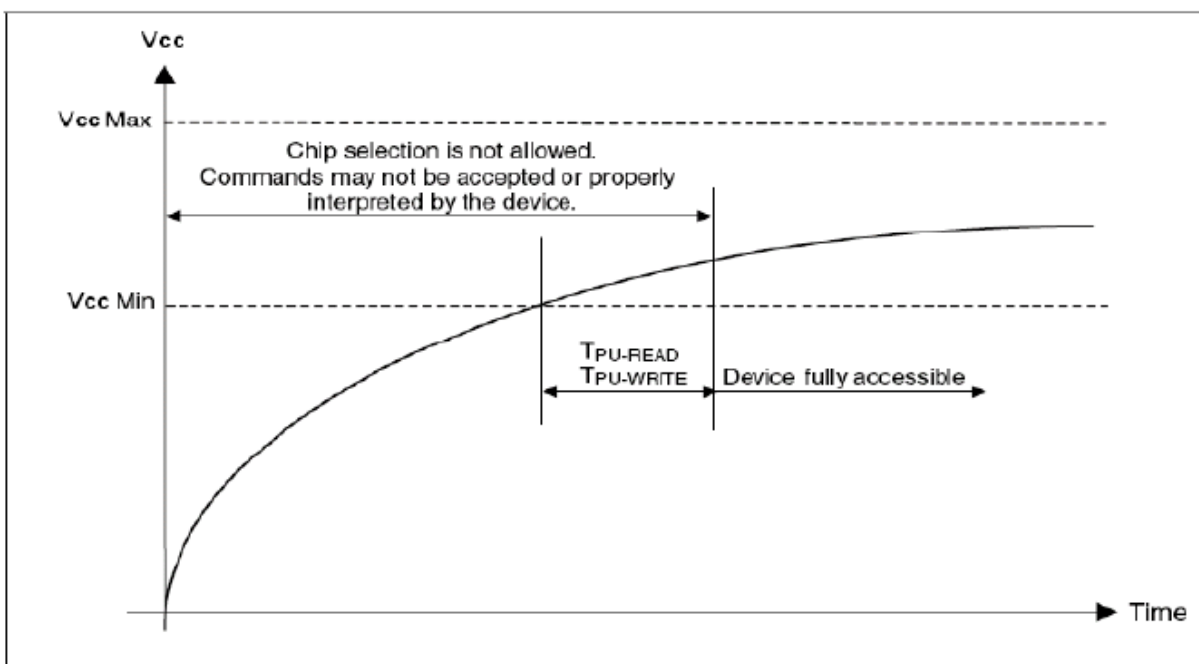 Vcc
Vcc Max
Chip selection is not allowed.
Commands may not be accepted or properly
interpreted by the device.
Vcc Min
TPU-READ
TPU-WRITE
Device fully accessible
Time